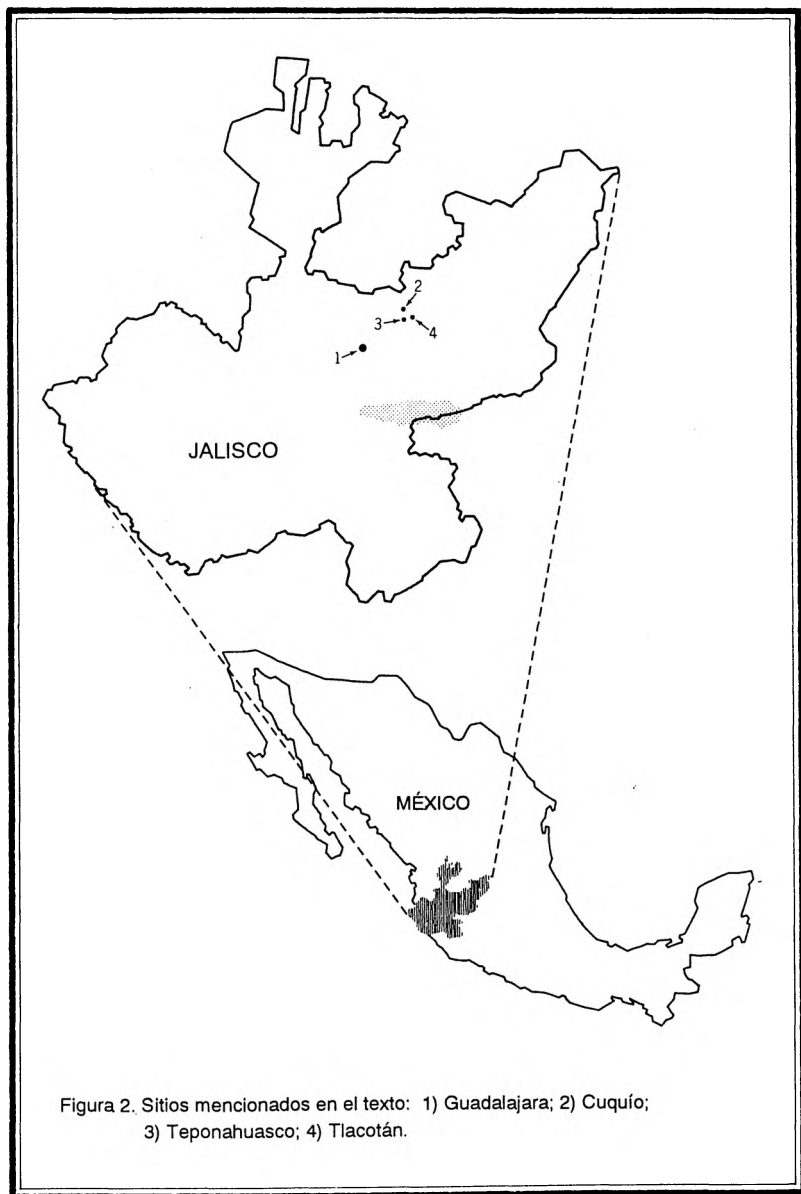 2
3
4
1
JALISCO
MÉXICO
Figura 2. Sitios mencionados en el texto: 1) Guadalajara; 2) Cuquío;
3) Teponahuasco; 4) Tlacotán.